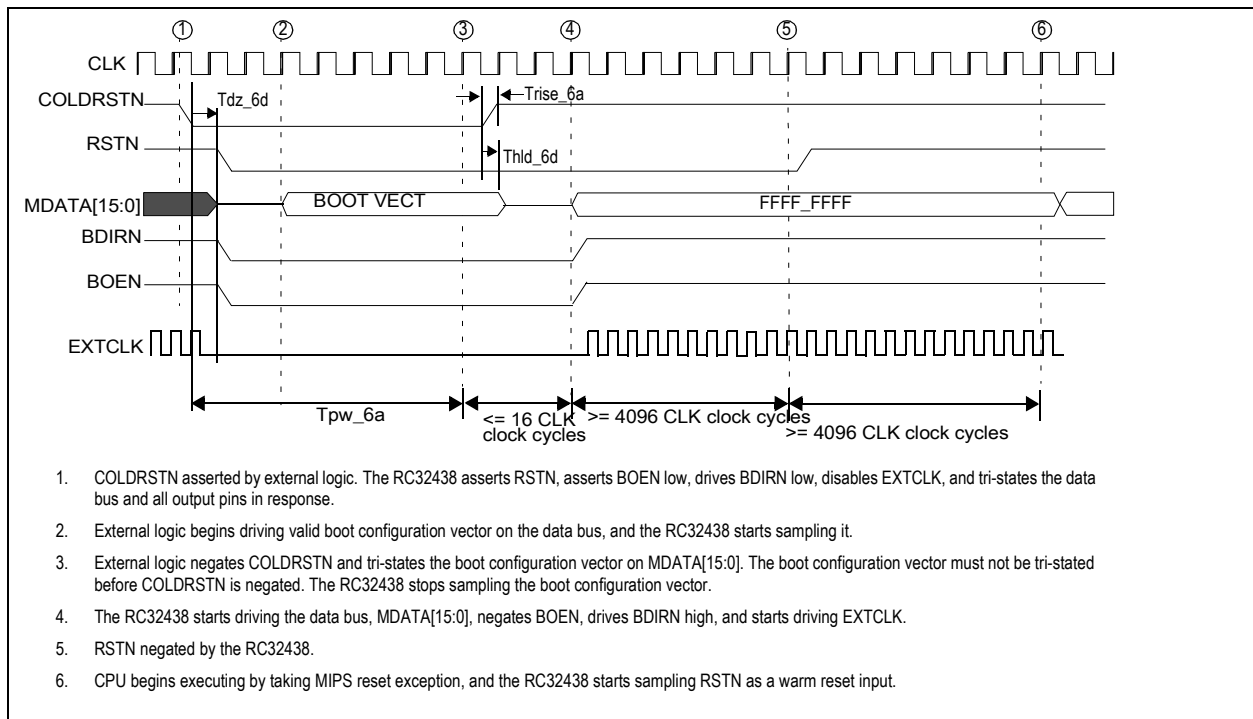 1 2 3 4 5 6
CLK
COLDRSTN
Tdz_6d
Trise_6a
RSTN
Thld_6d
MDATA[15:0]
BOOT VECT
FFFF_FFFF
BDIRN
BOEN
EXTCLK
Tpw_6a
<= 16 CLK
clock cycles
>= 4096 CLK clock cycles
>= 4096 CLK clock cycles
1. COLDRSTN asserted by external logic. The RC32438 asserts RSTN, asserts BOEN low, drives BDIRN low, disables EXTCLK, and tri-states the data
bus and all output pins in response.
2. External logic begins driving valid boot configuration vector on the data bus, and the RC32438 starts sampling it.
3. External logic negates COLDRSTN and tri-states the boot configuration vector on MDATA[15:0]. The boot configuration vector must not be tri-stated
before COLDRSTN is negated. The RC32438 stops sampling the boot configuration vector.
4. The RC32438 starts driving the data bus, MDATA[15:0], negates BOEN, drives BDIRN high, and starts driving EXTCLK.
5. RSTN negated by the RC32438.
6. CPU begins executing by taking MIPS reset exception, and the RC32438 starts sampling RSTN as a warm reset input.